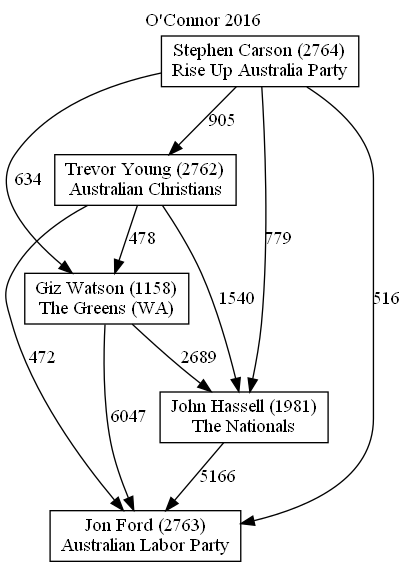 O'Connor 2016
Stephen Carson (2764)
Rise Up Australia Party
905
Trevor Young (2762)
Australian Christians
634
478
779
Giz Watson (1158)
The Greens (WA)
1540
516
472
2689
6047
John Hassell (1981)
The Nationals
5166
Jon Ford (2763)
Australian Labor Party